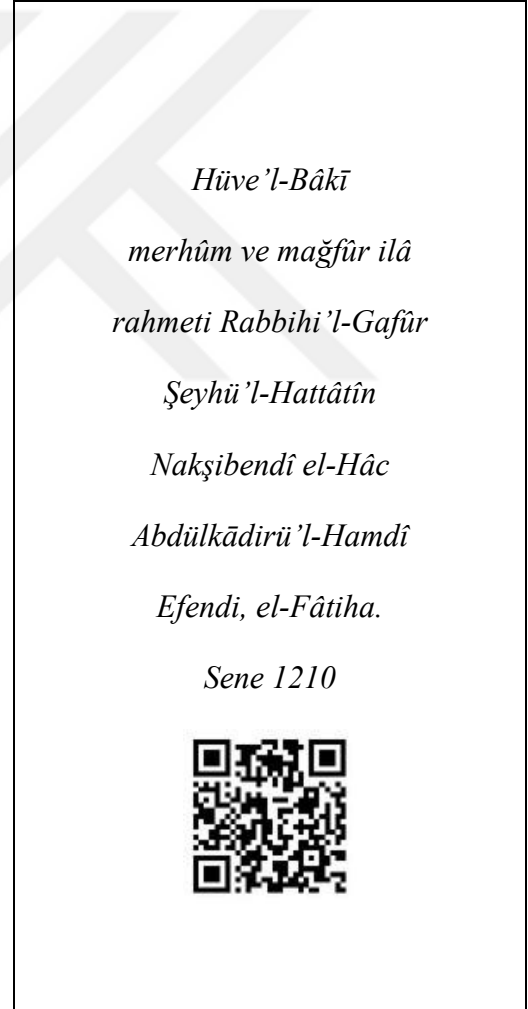 Hüve’l-Bâkī
merhûm ve mağfûr ilâ
rahmeti Rabbihi’l-Gafûr
Şeyhü’l-Hattâtîn
Nakşibendî el-Hâc
Abdülkādirü’l-Hamdî
Efendi, el-Fâtiha.
Sene 1210